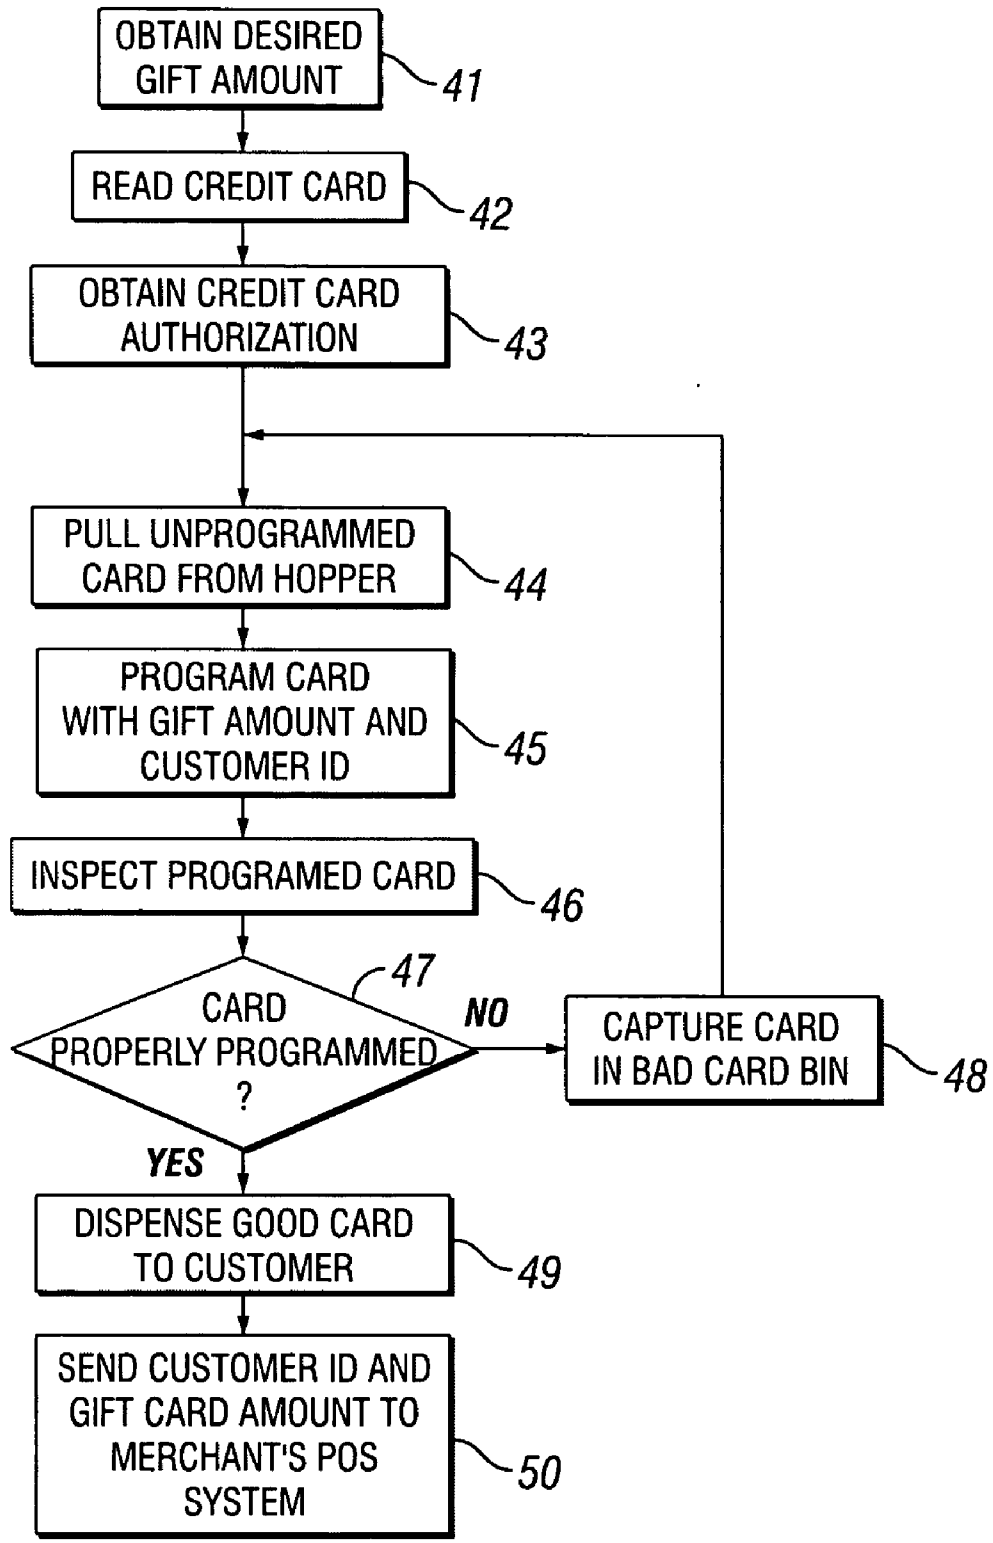 OBTAIN DESIRED
GIFT AMOUNT
41
READ CREDIT CARD
42
OBTAIN CREDIT CARD
AUTHORIZATION
43
PULL UNPROGRAMMED
CARD FROM HOPPER
44
PROGRAM CARD
WITH GIFT AMOUNT AND
CUSTOMER ID
45
INSPECT PROGRAMED CARD
46
47
CARD
PROPERLY PROGRAMMED
?
NO
CAPTURE CARD
IN BAD CARD BIN
48
YES
DISPENSE GOOD CARD
TO CUSTOMER
49
SEND CUSTOMER ID AND
GIFT CARD AMOUNT TO
MERCHANT'S POS
SYSTEM
50